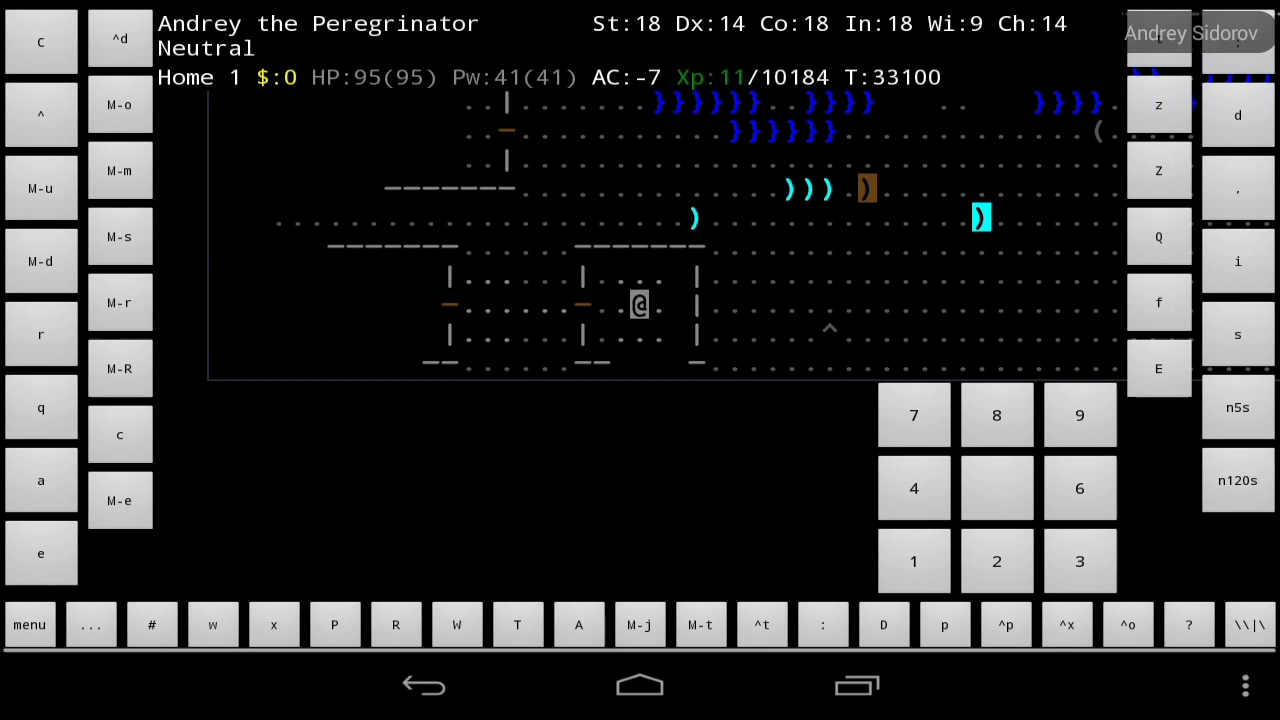 Andrey the Peregrinator St:18 Dx:14 Co:18 In:18 Wi:9 Ch:14
Neutral
Home 1 $:0 HP:95(95) Pw:41(41) AC:-7 Xp:11/10184 T:33100
Andrey Sidorov
c
^
M-u
M-d
r
q
a
e
^d
M-o
M-m
M-s
M-r
M-R
c
M-e
z
Z
Q
f
E
d
,
i
s
n5s
n120s
. . | . . . . . . . } } } } } } . . } } } } . . } } } } .
. . — . . . . . . . . . . . } } } } } } . . . . . . . . . . . . . (
. . | . . . . . . . . . . . . . . . . . . . . . . . . . . . . . . . .
— — — — — — — . . . . . . . . . . . . . . ) ) ) . ) . . . . . . . . . . . . .
. . . . . . . . . . . . . . . . . . . . . . ) . . . . . . . . . . . . . . ) . . . . . . .
— — — — — — — . . . . . . — — — — — — — . . . . . . . . . . . . . . . . . . . . . .
| . . . . . . | . . . . | . . . . . . . . . . . . . . . . . . . . . .
— . . . . . . — . . @ . | . . . . . . . . . . . . . . . . . . . . . .
| . . . . . . | . . . . | . . . . . . ^ . . . . . . . . . . . . . . .
— — . . . . . . — — — . . . . . . . . . . . . . . . . . . . . . .
7 8 9
4 6
1 2 3
menu ... # w x P R W T A M-j M-t ^t : D p ^p ^x ^o ? \\|\